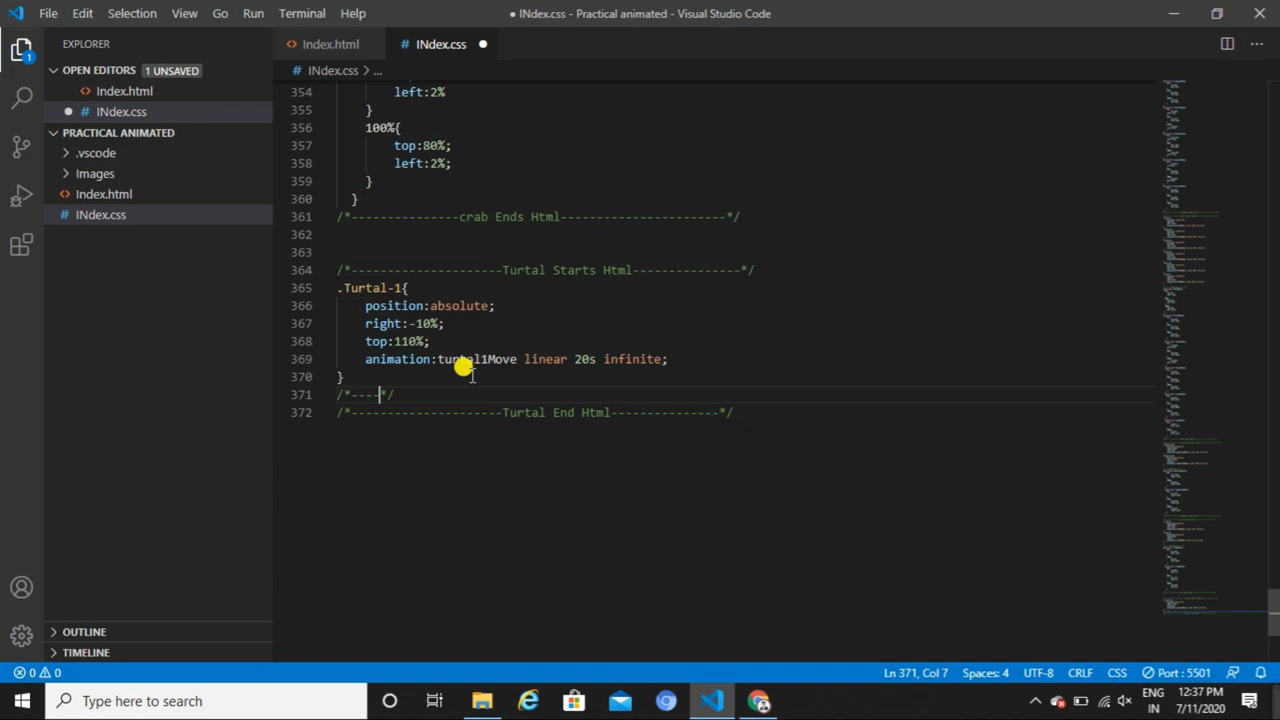 File Edit Selection View Go Run Terminal Help
● INdex.css - Practical animated - Visual Studio Code
EXPLORER
Index.html
INdex.css
OPEN EDITORS 1 UNSAVED
INdex.css > ...
Index.html
INdex.css
PRACTICAL ANIMATED
.vscode
Images
Index.html
INdex.css
354 left:2%
355 }
356 100%{
357 top:80%;
358 left:2%;
359 }
360 }
361 /*---------------crab Ends Html-----------------------*/
362
363
364 /*---------------------Turtal Starts Html--------------*/
365 .Turtal-1{
366 position:absolute;
367 right:-10%;
368 top:110%;
369 animation:turtal1Move linear 20s infinite;
370 }
371 /*----*/
372 /*---------------------Turtal End Html---------------*/
OUTLINE
TIMELINE
1
0 0
Ln 371, Col 7 Spaces: 4 UTF-8 CRLF CSS Port : 5501
Type here to search
ENG
IN
12:37 PM
7/11/2020